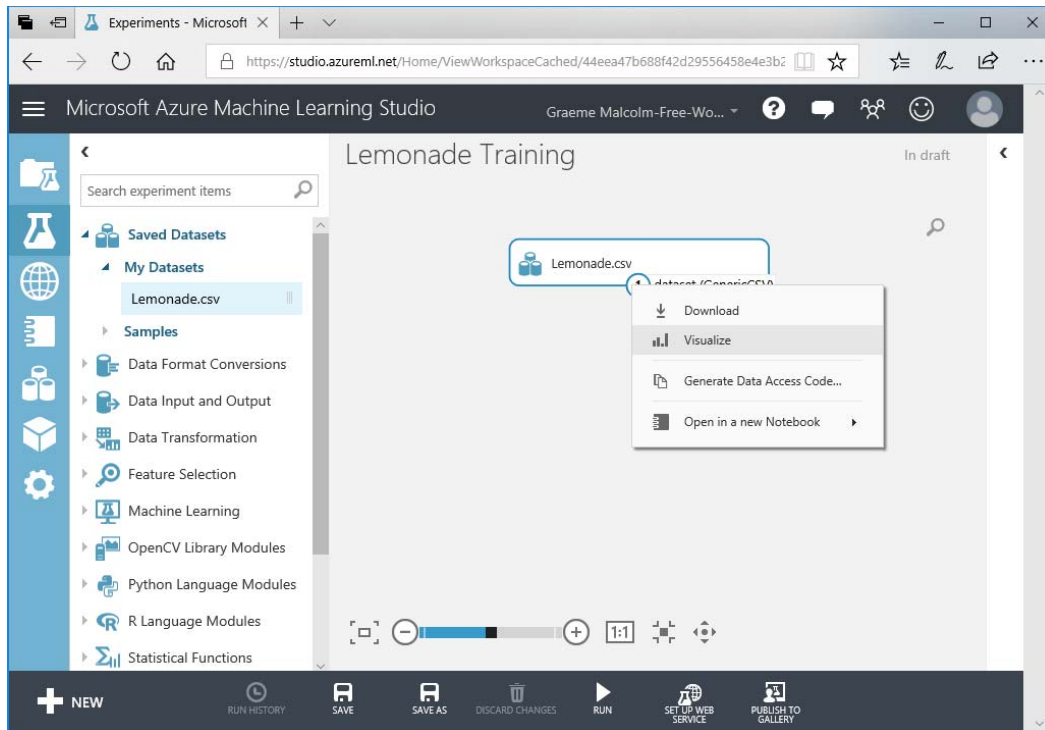 Experiments - Microsoft
https://studio.azureml.net/Home/ViewWorkspaceCached/44eea47b688f42d29556458e4e3b2
Microsoft Azure Machine Learning Studio
Graeme Malcolm-Free-Wo...
Search experiment items
Saved Datasets
My Datasets
Lemonade.csv
Samples
Data Format Conversions
Data Input and Output
Data Transformation
Feature Selection
Machine Learning
OpenCV Library Modules
Python Language Modules
R Language Modules
Statistical Functions
Lemonade Training
In draft
Lemonade.csv
1 dataset (GenericCSV)
Download
Visualize
Generate Data Access Code...
Open in a new Notebook
1:1
NEW
RUN HISTORY
SAVE
SAVE AS
DISCARD CHANGES
RUN
SET UP WEB
SERVICE
PUBLISH TO
GALLERY